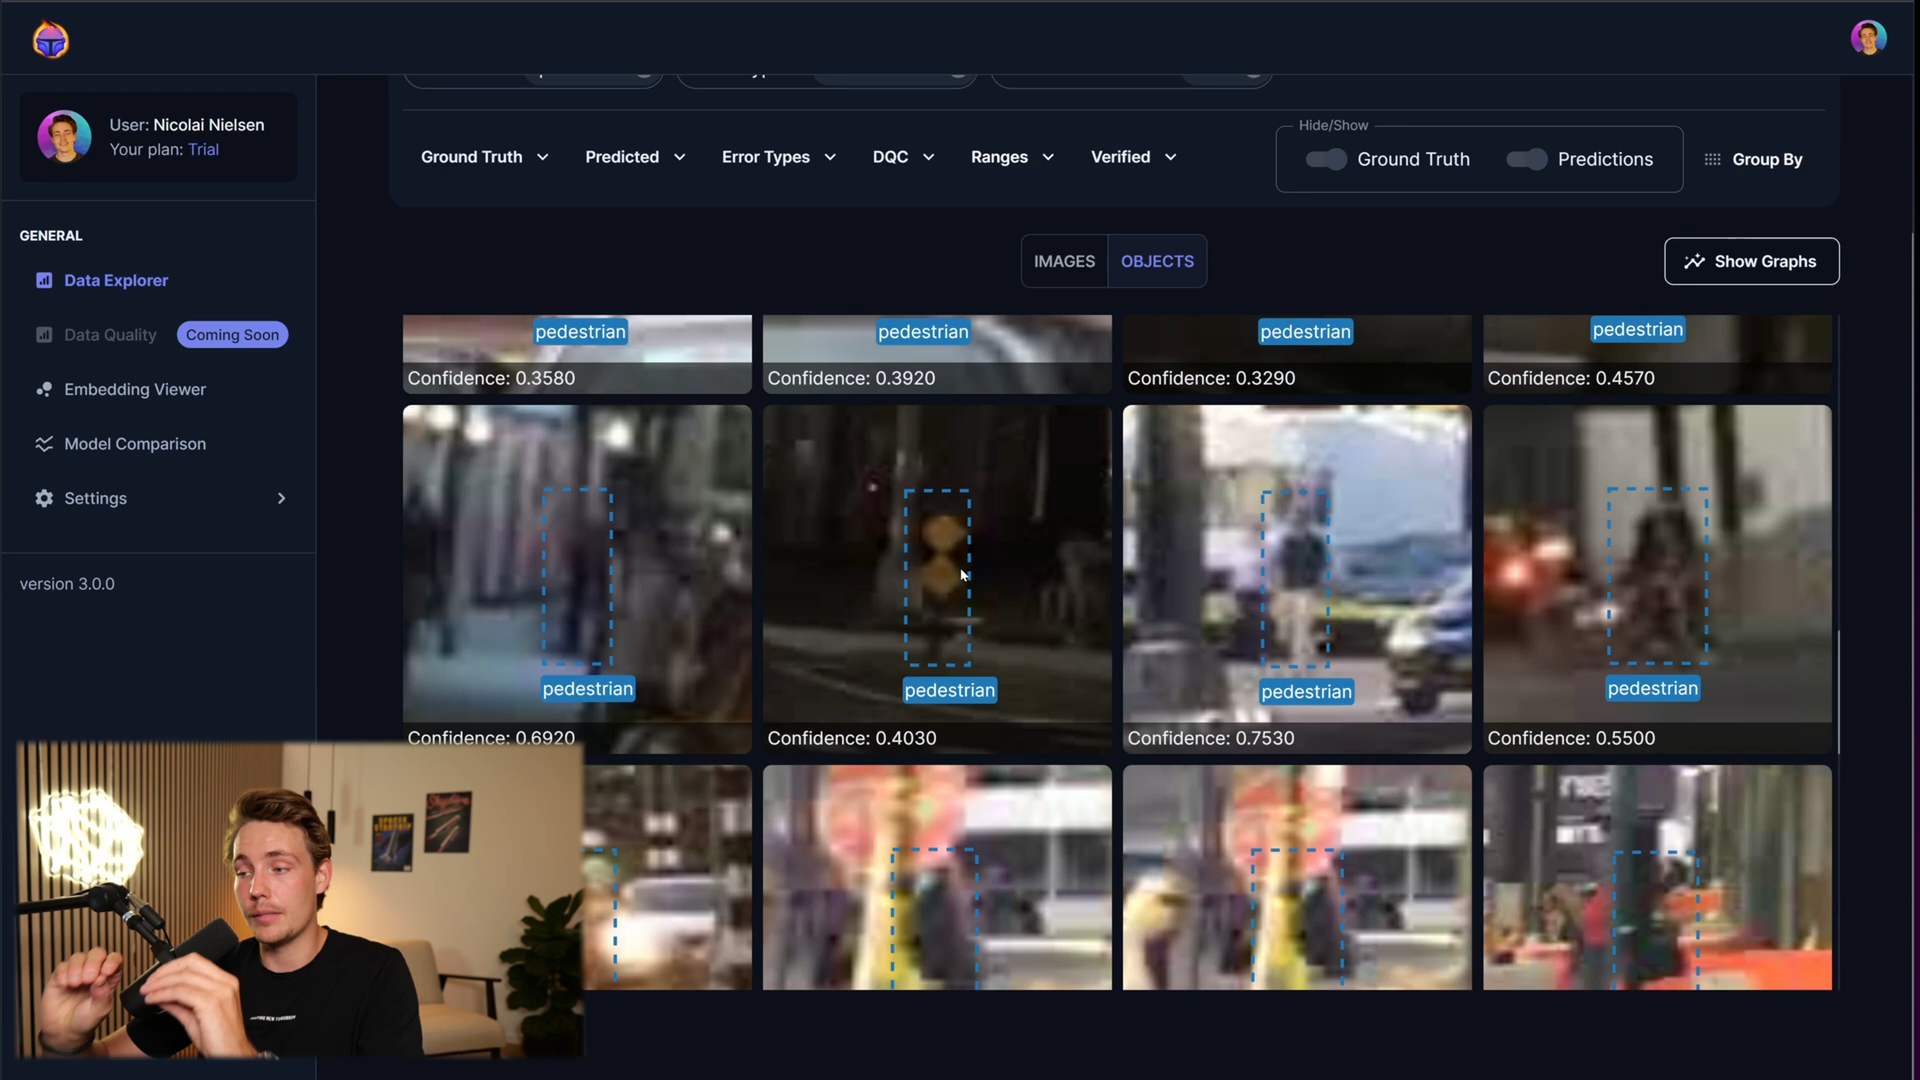 User: Nicolai Nielsen
Your plan: Trial
GENERAL
Data Explorer
Data Quality Coming Soon
Embedding Viewer
Model Comparison
Settings
version 3.0.0
Ground Truth Predicted Error Types DQC Ranges Verified
Hide/Show
Ground Truth Predictions
Group By
IMAGES OBJECTS
Show Graphs
pedestrian pedestrian pedestrian pedestrian
Confidence: 0.3580 Confidence: 0.3920 Confidence: 0.3290 Confidence: 0.4570
pedestrian pedestrian pedestrian pedestrian
Confidence: 0.6920 Confidence: 0.4030 Confidence: 0.7530 Confidence: 0.5500